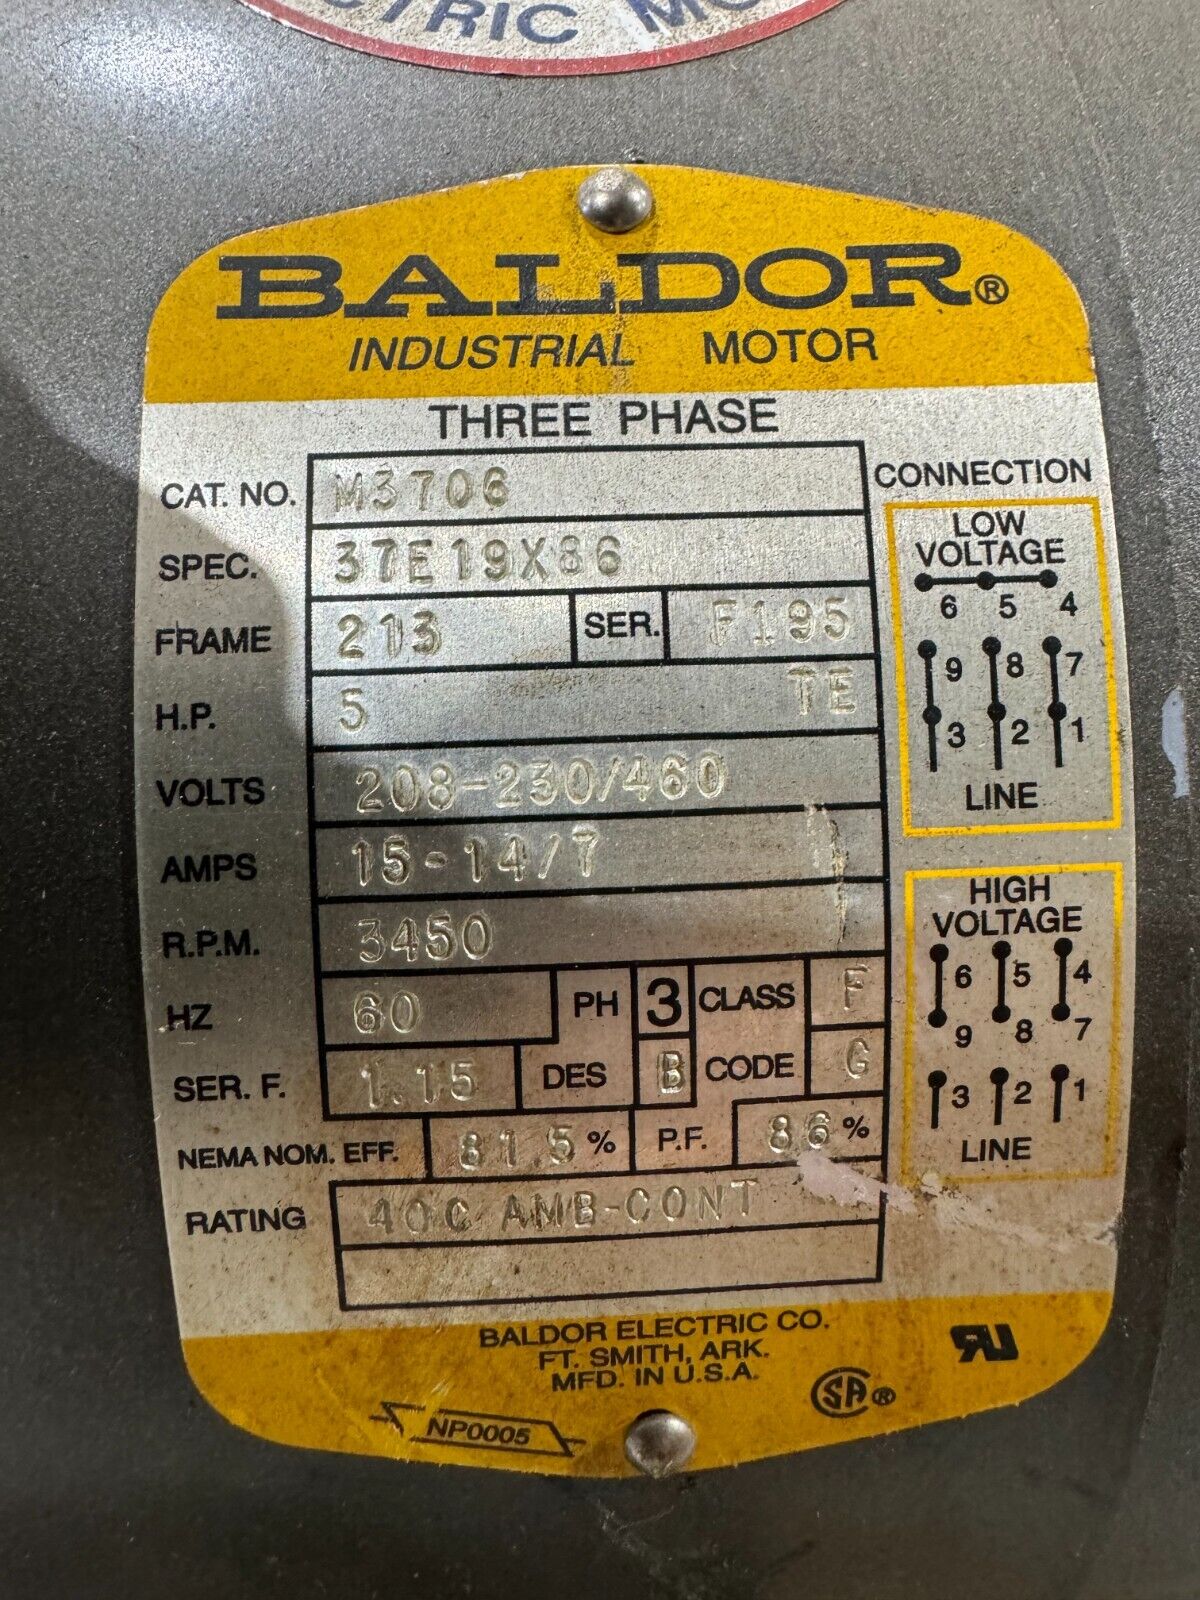 ECTRIC MO
BALDOR®
INDUSTRIAL MOTOR
THREE PHASE
CAT. NO. M3706
SPEC. 37E19X86
FRAME 213 SER. F195
H.P. 5 TE
VOLTS 208-230/460
AMPS 15-14/7
R.P.M. 3450
HZ 60 PH 3 CLASS F
SER. F. 1.15 DES B CODE G
NEMA NOM. EFF. 81.5% P.F. 86%
RATING 40C AMB-CONT
CONNECTION
LOW
VOLTAGE
6 5 4
9 8 7
3 2 1
LINE
HIGH
VOLTAGE
6 5 4
9 8 7
3 2 1
LINE
BALDOR ELECTRIC CO.
FT. SMITH, ARK.
MFD. IN U.S.A.
NP0005
SA®
RU